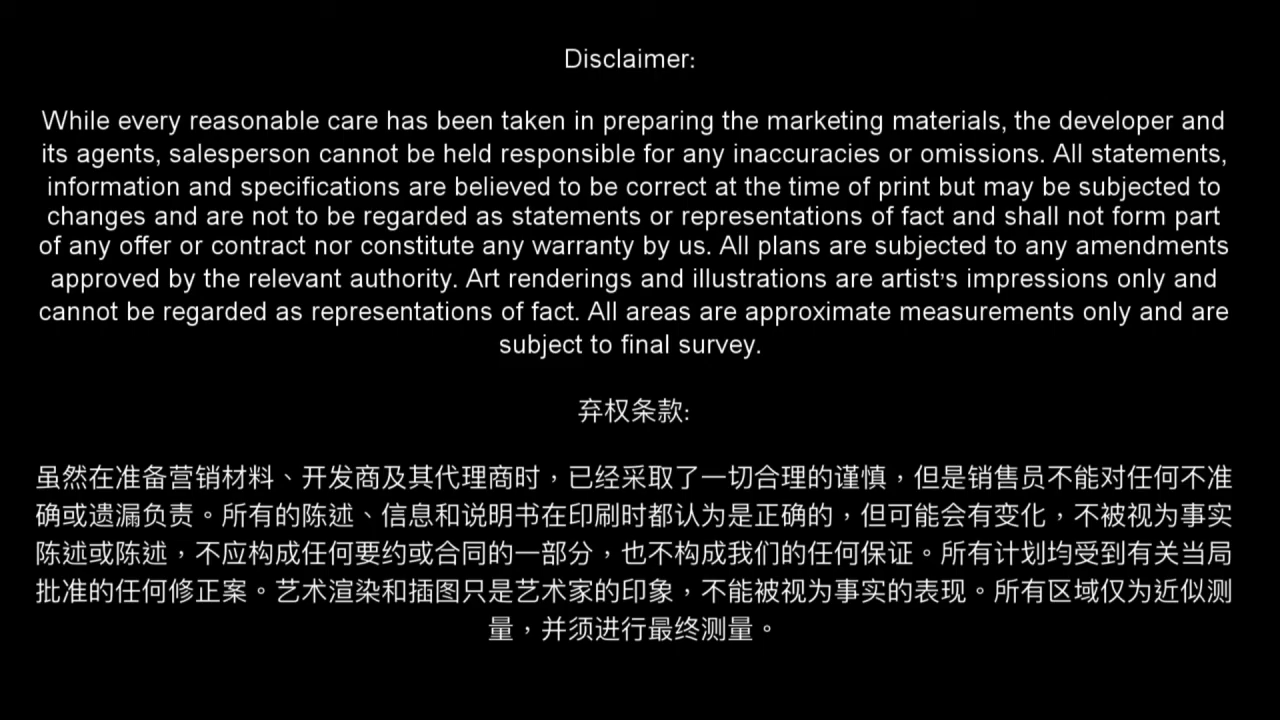 Disclaimer:
While every reasonable care has been taken in preparing the marketing materials, the developer and
its agents, salesperson cannot be held responsible for any inaccuracies or omissions. All statements,
information and specifications are believed to be correct at the time of print but may be subjected to
changes and are not to be regarded as statements or representations of fact and shall not form part
of any offer or contract nor constitute any warranty by us. All plans are subjected to any amendments
approved by the relevant authority. Art renderings and illustrations are artist's impressions only and
cannot be regarded as representations of fact. All areas are approximate measurements only and are
subject to final survey.
弃权条款:
虽然在准备营销材料、开发商及其代理商时，已经采取了一切合理的谨慎，但是销售员不能对任何不准
确或遗漏负责。所有的陈述、信息和说明书在印刷时都认为是正确的，但可能会有变化，不被视为事实
陈述或陈述，不应构成任何要约或合同的一部分，也不构成我们的任何保证。所有计划均受到有关当局
批准的任何修正案。艺术渲染和插图只是艺术家的印象，不能被视为事实的表现。所有区域仅为近似测
量，并须进行最终测量。